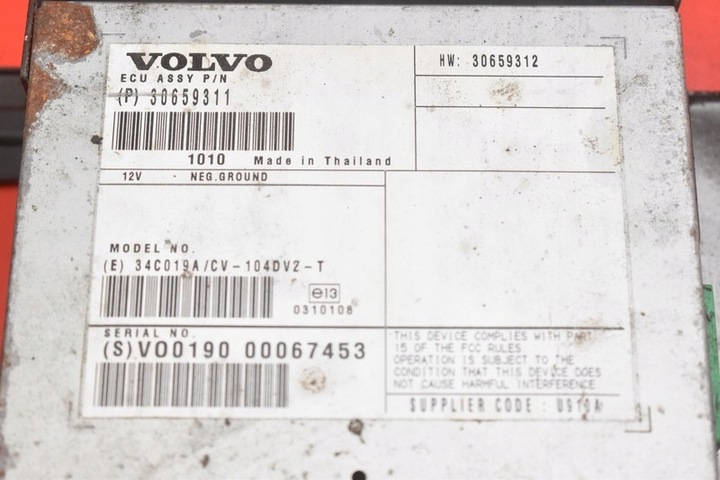 VOLVO
ECU ASSY P/N
(P) 30659311
HW: 30659312
1010 Made in Thailand
12V · NEG.GROUND
MODEL NO.
(E) 34C019A/CV-104DV2-T
e13
0310108
SERIAL NO.
(S)VO0190 00067453
THIS DEVICE COMPLIES WITH PART
15 OF THE FCC RULES
OPERATION IS SUBJECT TO THE
CONDITION THAT THIS DEVICE DOES
NOT CAUSE HARMFUL INTERFERENCE
SUPPLIER CODE : U910A